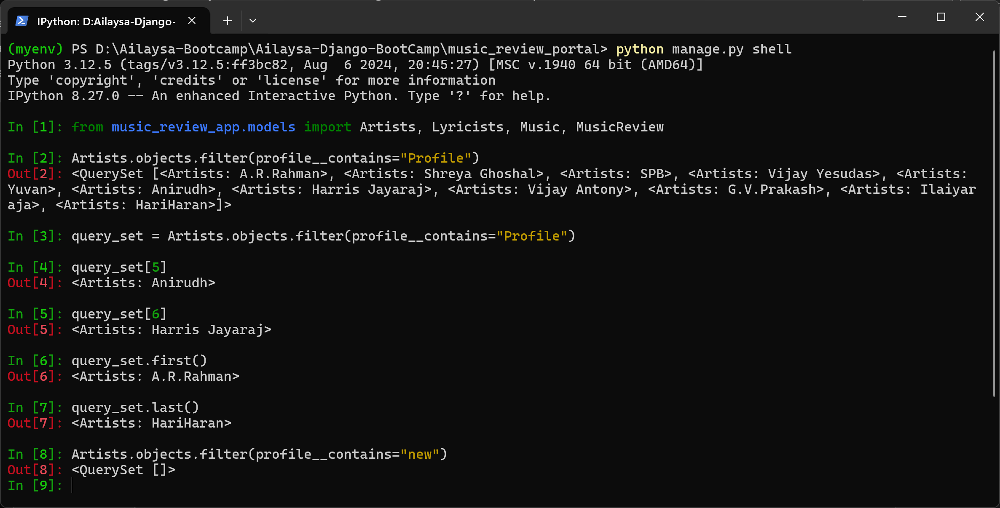 IPython: D:Ailaysa-Django-
(myenv) PS D:\Ailaysa-Bootcamp\Ailaysa-Django-BootCamp\music_review_portal> python manage.py shell
Python 3.12.5 (tags/v3.12.5:ff3bc82, Aug  6 2024, 20:45:27) [MSC v.1940 64 bit (AMD64)]
Type 'copyright', 'credits' or 'license' for more information
IPython 8.27.0 -- An enhanced Interactive Python. Type '?' for help.
In [1]: from music_review_app.models import Artists, Lyricists, Music, MusicReview
In [2]: Artists.objects.filter(profile__contains="Profile")
Out[2]: <QuerySet [<Artists: A.R.Rahman>, <Artists: Shreya Ghoshal>, <Artists: SPB>, <Artists: Vijay Yesudas>, <Artists:
Yuvan>, <Artists: Anirudh>, <Artists: Harris Jayaraj>, <Artists: Vijay Antony>, <Artists: G.V.Prakash>, <Artists: Ilaiyar
aja>, <Artists: HariHaran>]>
In [3]: query_set = Artists.objects.filter(profile__contains="Profile")
In [4]: query_set[5]
Out[4]: <Artists: Anirudh>
In [5]: query_set[6]
Out[5]: <Artists: Harris Jayaraj>
In [6]: query_set.first()
Out[6]: <Artists: A.R.Rahman>
In [7]: query_set.last()
Out[7]: <Artists: HariHaran>
In [8]: Artists.objects.filter(profile__contains="new")
Out[8]: <QuerySet []>
In [9]: